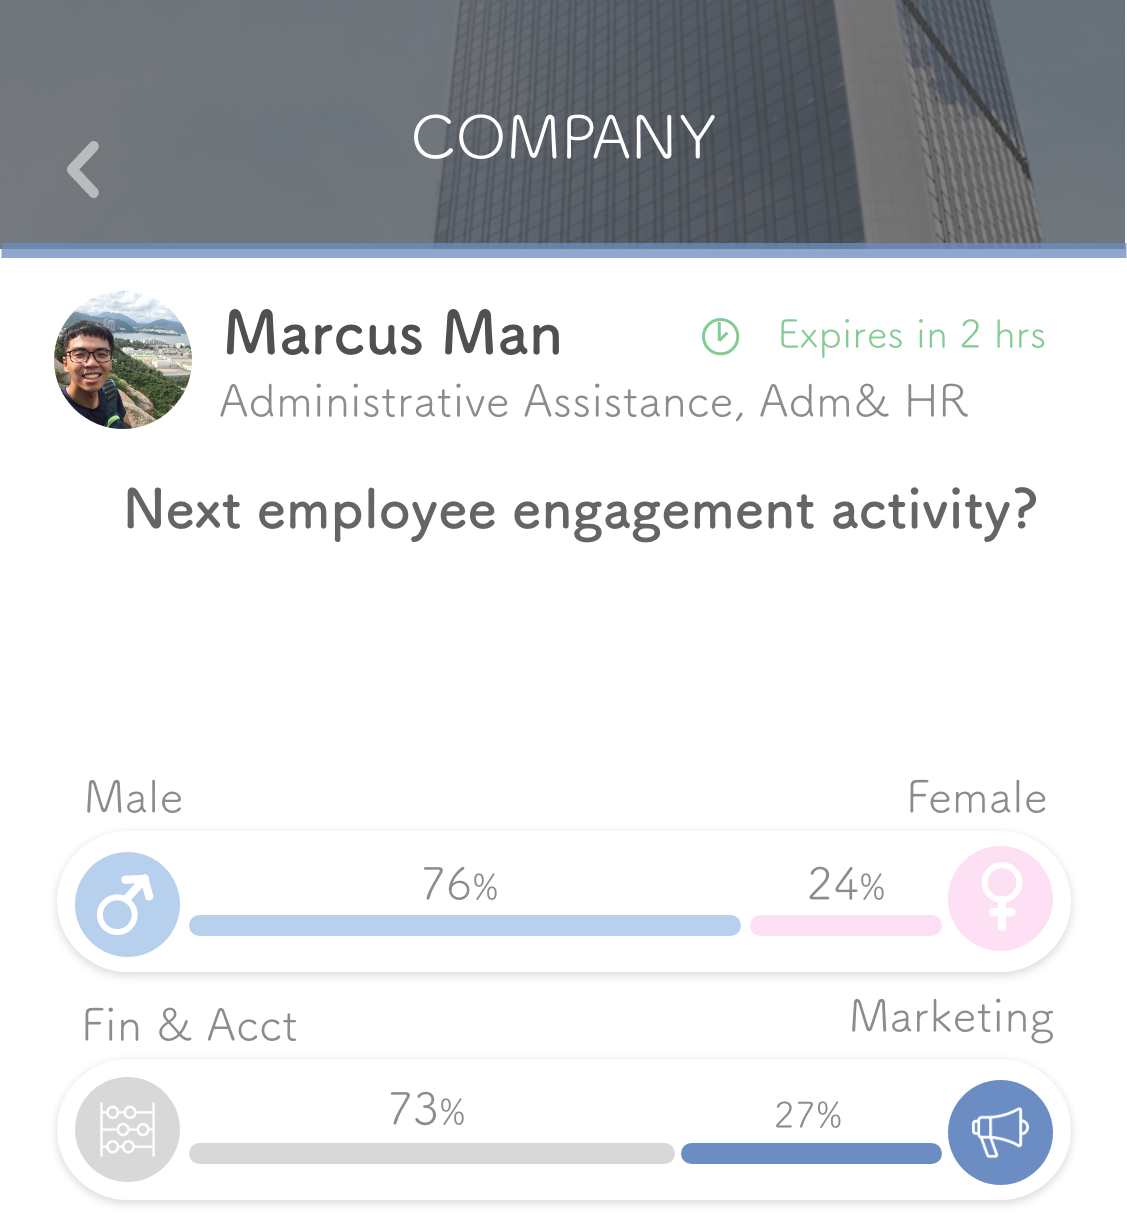 COMPANY
Marcus Man
Expires in 2 hrs
Administrative Assistance, Adm& HR
Next employee engagement activity?
Male
Female
76%
24%
Fin & Acct
Marketing
73%
27%